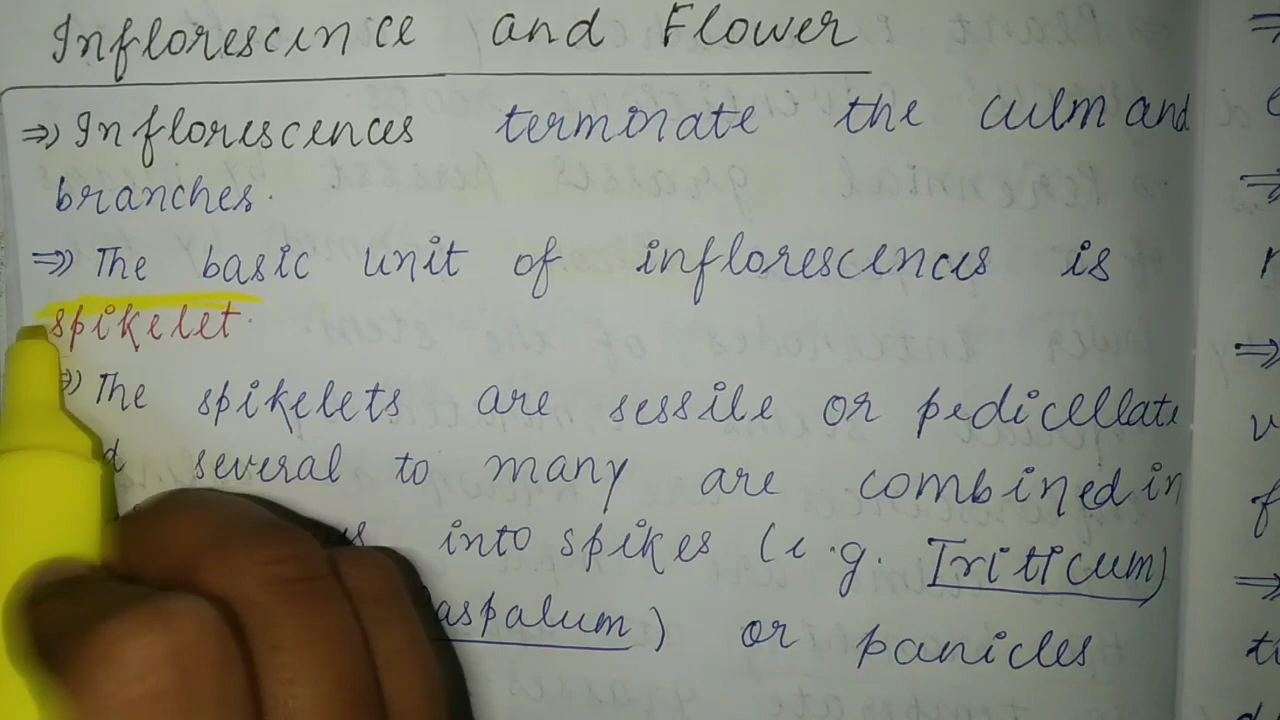 Inflorescence and Flower
⇒ Inflorescences terminate the culm and
branches.
⇒ The basic unit of inflorescences is
spikelet.
⇒ The spikelets are sessile or pedicellate
several to many are combined in
into spikes (e.g. Triticum)
aspalum) or panicles